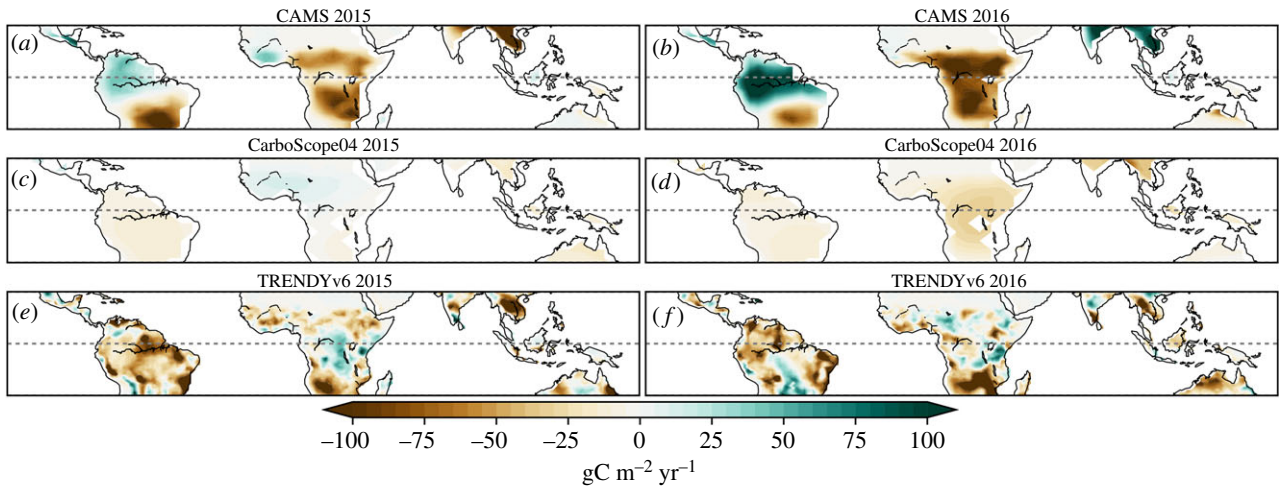 CAMS 2015
CAMS 2016
(a)
(b)
CarboScope04 2015
CarboScope04 2016
(c)
(d)
TRENDYv6 2015
TRENDYv6 2016
(e)
(f)
–100 –75 –50 –25 0 25 50 75 100
gC m⁻² yr⁻¹